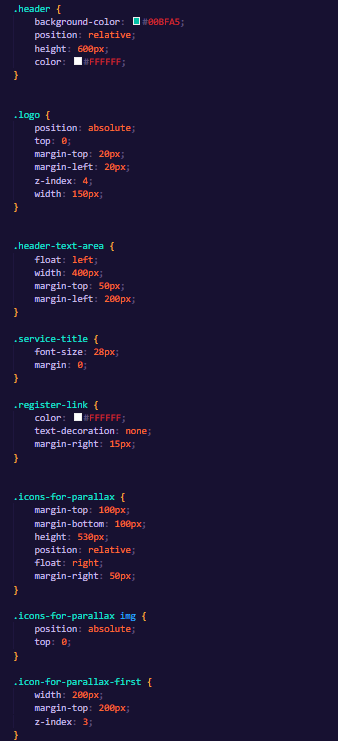 .header {
background-color: #00BFA5;
position: relative;
height: 600px;
color: #FFFFFF;
}
.logo {
position: absolute;
top: 0;
margin-top: 20px;
margin-left: 20px;
z-index: 4;
width: 150px;
}
.header-text-area {
float: left;
width: 400px;
margin-top: 50px;
margin-left: 200px;
}
.service-title {
font-size: 28px;
margin: 0;
}
.register-link {
color: #FFFFFF;
text-decoration: none;
margin-right: 15px;
}
.icons-for-parallax {
margin-top: 100px;
margin-bottom: 100px;
height: 530px;
position: relative;
float: right;
margin-right: 50px;
}
.icons-for-parallax img {
position: absolute;
top: 0;
}
.icon-for-parallax-first {
width: 200px;
margin-top: 200px;
z-index: 3;
}